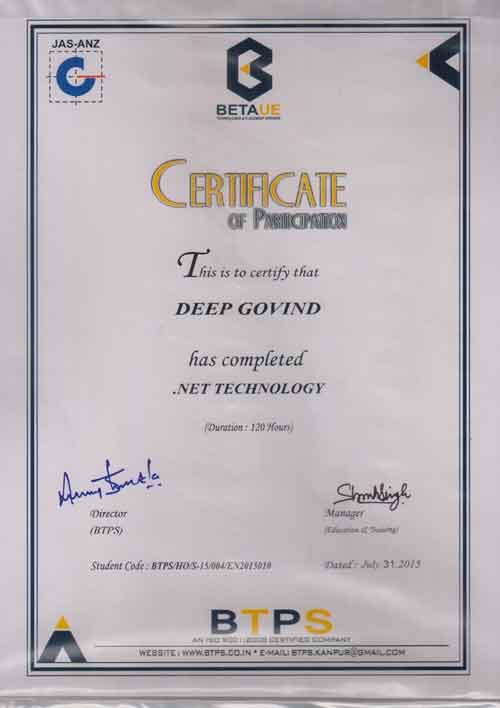 JAS-ANZ
BETAUE
CERTIFICATE
OF PARTICIPATION
This is to certify that
DEEP GOVIND
has completed
.NET TECHNOLOGY
(Duration : 120 Hours)
Director
(BTPS)
Manager
(Education & Training)
Student Code : BTPS/HO/S-15/004/EN2015010
Dated : July 31.2015
BTPS
AN ISO 9001:2008 CERTIFIED COMPANY
WEBSITE : WWW.BTPS.CO.IN * E-MAIL: BTPS.KANPUR@GMAIL.COM